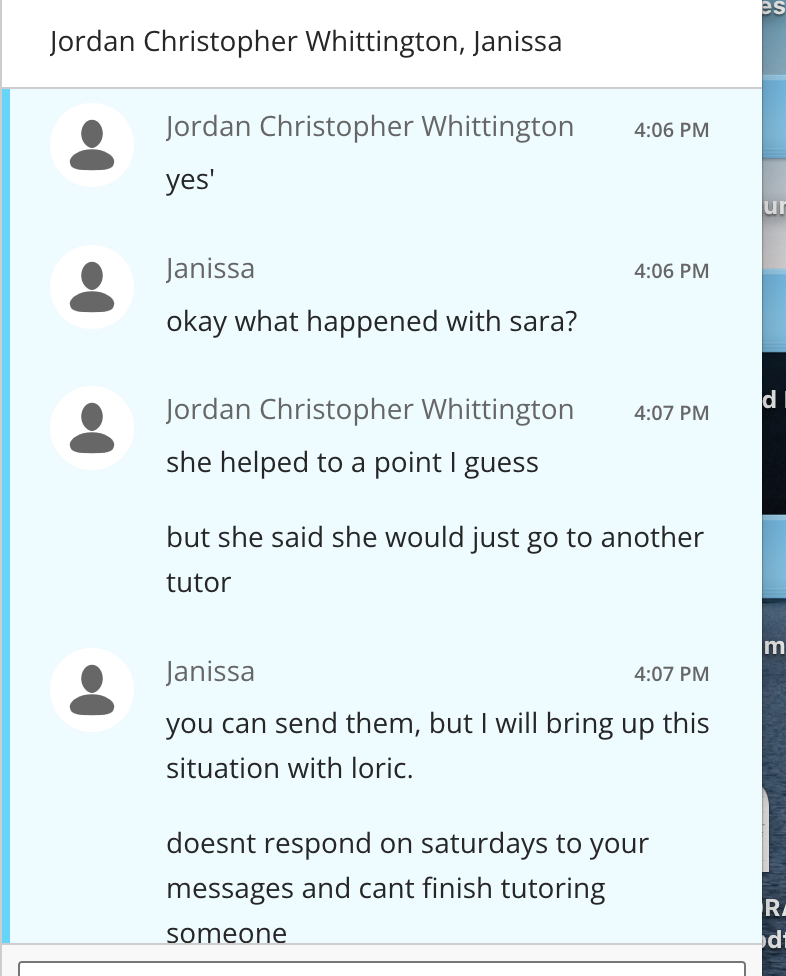 Jordan Christopher Whittington, Janissa
Jordan Christopher Whittington 4:06 PM
yes'
Janissa 4:06 PM
okay what happened with sara?
Jordan Christopher Whittington 4:07 PM
she helped to a point I guess
but she said she would just go to another
tutor
Janissa 4:07 PM
you can send them, but I will bring up this
situation with loric.
doesnt respond on saturdays to your
messages and cant finish tutoring
someone